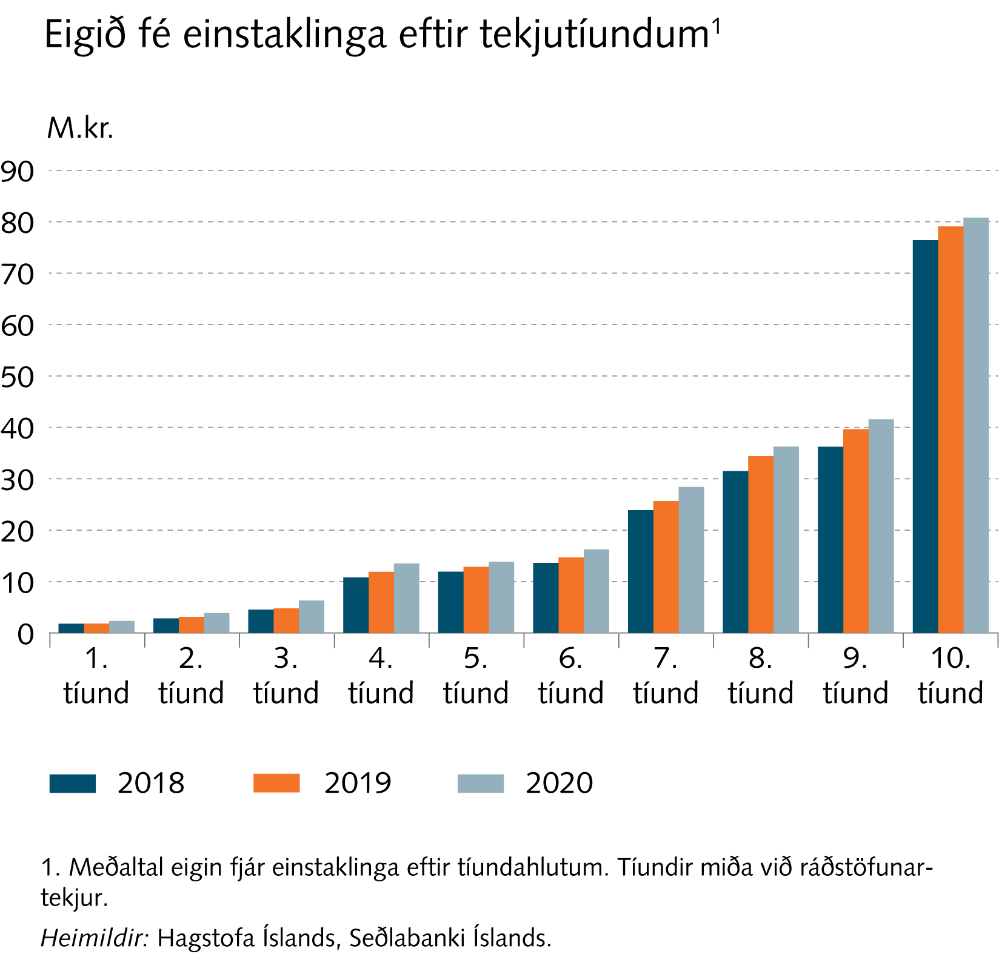 Eigið fé einstaklinga eftir tekjutíundum¹
M.kr.
90
80
70
60
50
40
30
20
10
0
1. 2. 3. 4. 5. 6. 7. 8. 9. 10.
tíund tíund tíund tíund tíund tíund tíund tíund tíund tíund
2018 2019 2020
1. Meðaltal eigin fjár einstaklinga eftir tíundahlutum. Tíundir miða við ráðstöfunar-
tekjur.
Heimildir: Hagstofa Íslands, Seðlabanki Íslands.